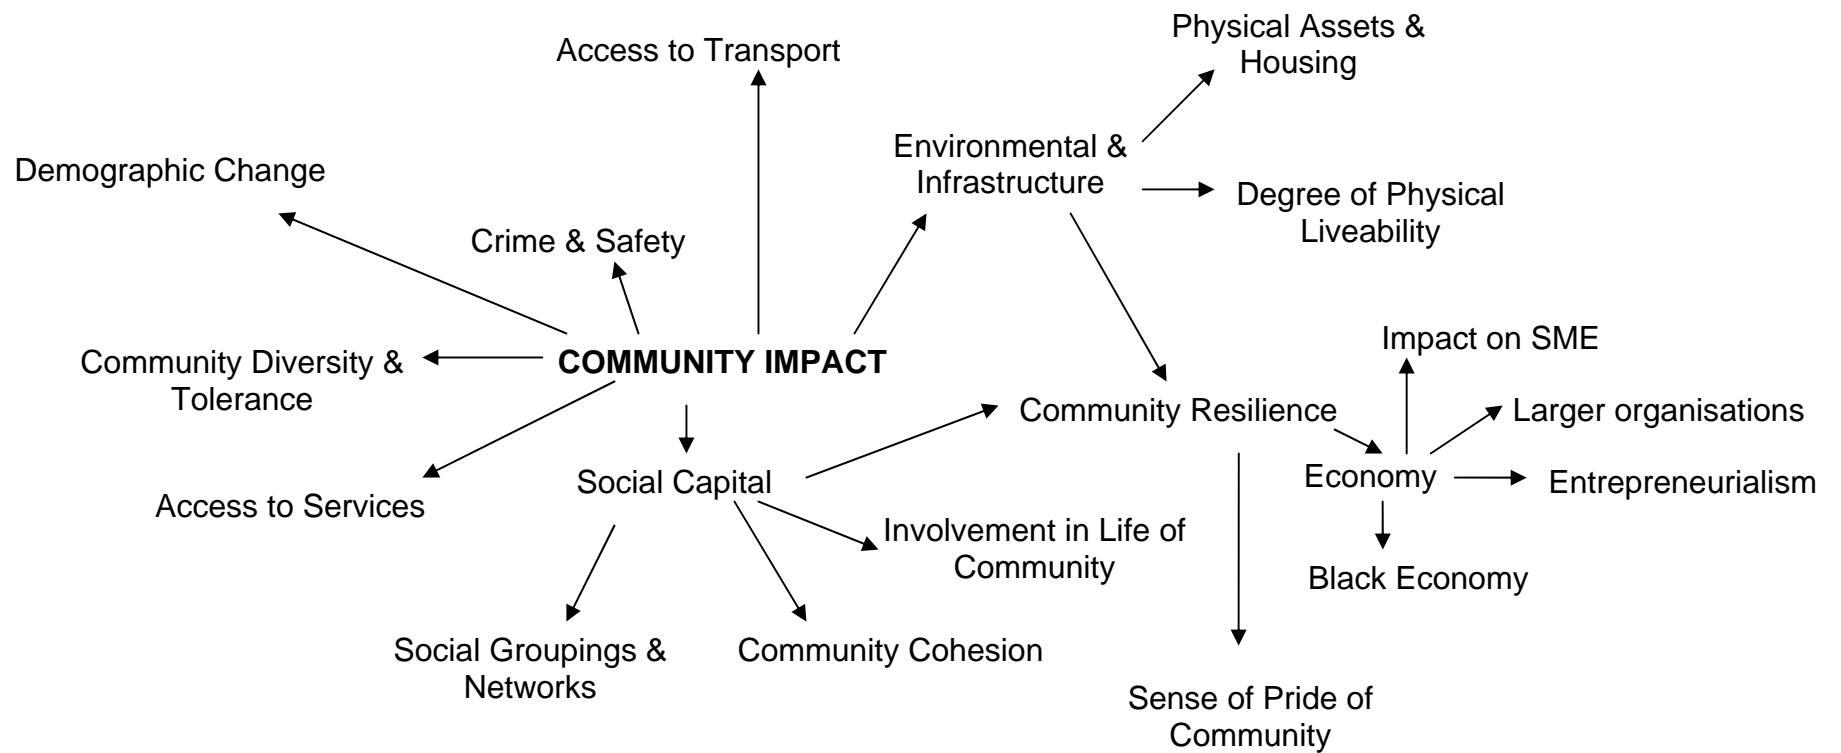 Physical Assets &
Housing
Access to Transport
Environmental &
Infrastructure
Demographic Change
Degree of Physical
Liveability
Crime & Safety
Impact on SME
Community Diversity &
Tolerance
COMMUNITY IMPACT
Community Resilience
Larger organisations
Economy
Entrepreneurialism
Social Capital
Access to Services
Involvement in Life of
Community
Black Economy
Social Groupings &
Networks
Community Cohesion
Sense of Pride of
Community